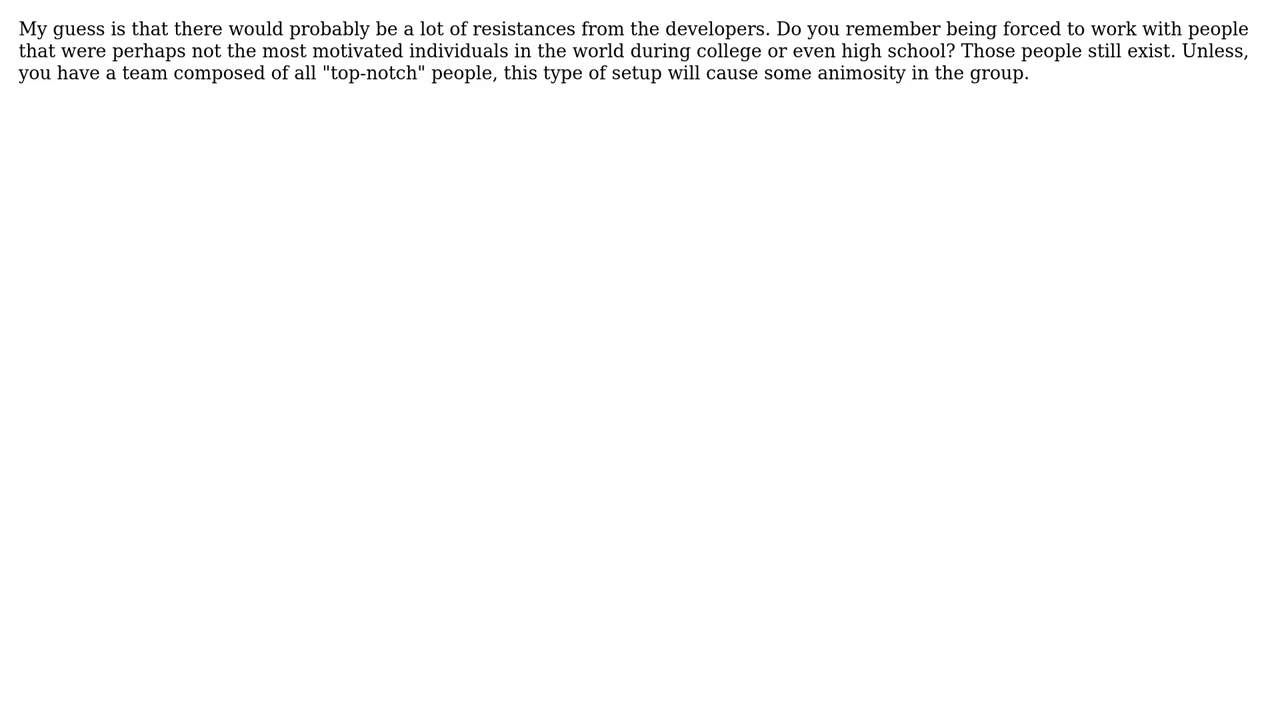 My guess is that there would probably be a lot of resistances from the developers. Do you remember being forced to work with people
that were perhaps not the most motivated individuals in the world during college or even high school? Those people still exist. Unless,
you have a team composed of all "top-notch" people, this type of setup will cause some animosity in the group.